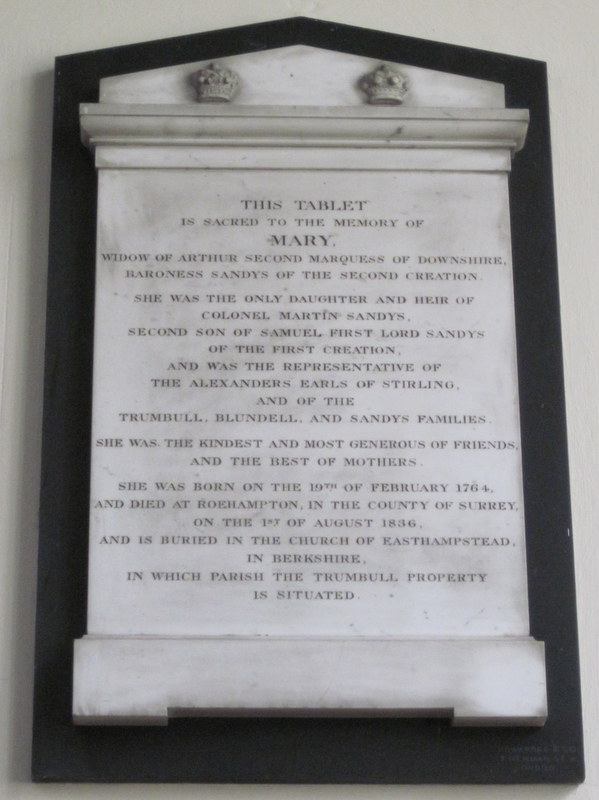 THIS TABLET
IS SACRED TO THE MEMORY OF
MARY,
WIDOW OF ARTHUR SECOND MARQUESS OF DOWNSHIRE,
BARONESS SANDYS OF THE SECOND CREATION.
SHE WAS THE ONLY DAUGHTER AND HEIR OF
COLONEL MARTIN SANDYS,
SECOND SON OF SAMUEL FIRST LORD SANDYS
OF THE FIRST CREATION,
AND WAS THE REPRESENTATIVE OF
THE ALEXANDERS EARLS OF STIRLING,
AND OF THE
TRUMBULL, BLUNDELL, AND SANDYS FAMILIES.
SHE WAS THE KINDEST AND MOST GENEROUS OF FRIENDS,
AND THE BEST OF MOTHERS.
SHE WAS BORN ON THE 19TH OF FEBRUARY 1764,
AND DIED AT ROEHAMPTON, IN THE COUNTY OF SURREY,
ON THE 1ST OF AUGUST 1836,
AND IS BURIED IN THE CHURCH OF EASTHAMPSTEAD,
IN BERKSHIRE,
IN WHICH PARISH THE TRUMBULL PROPERTY
IS SITUATED.